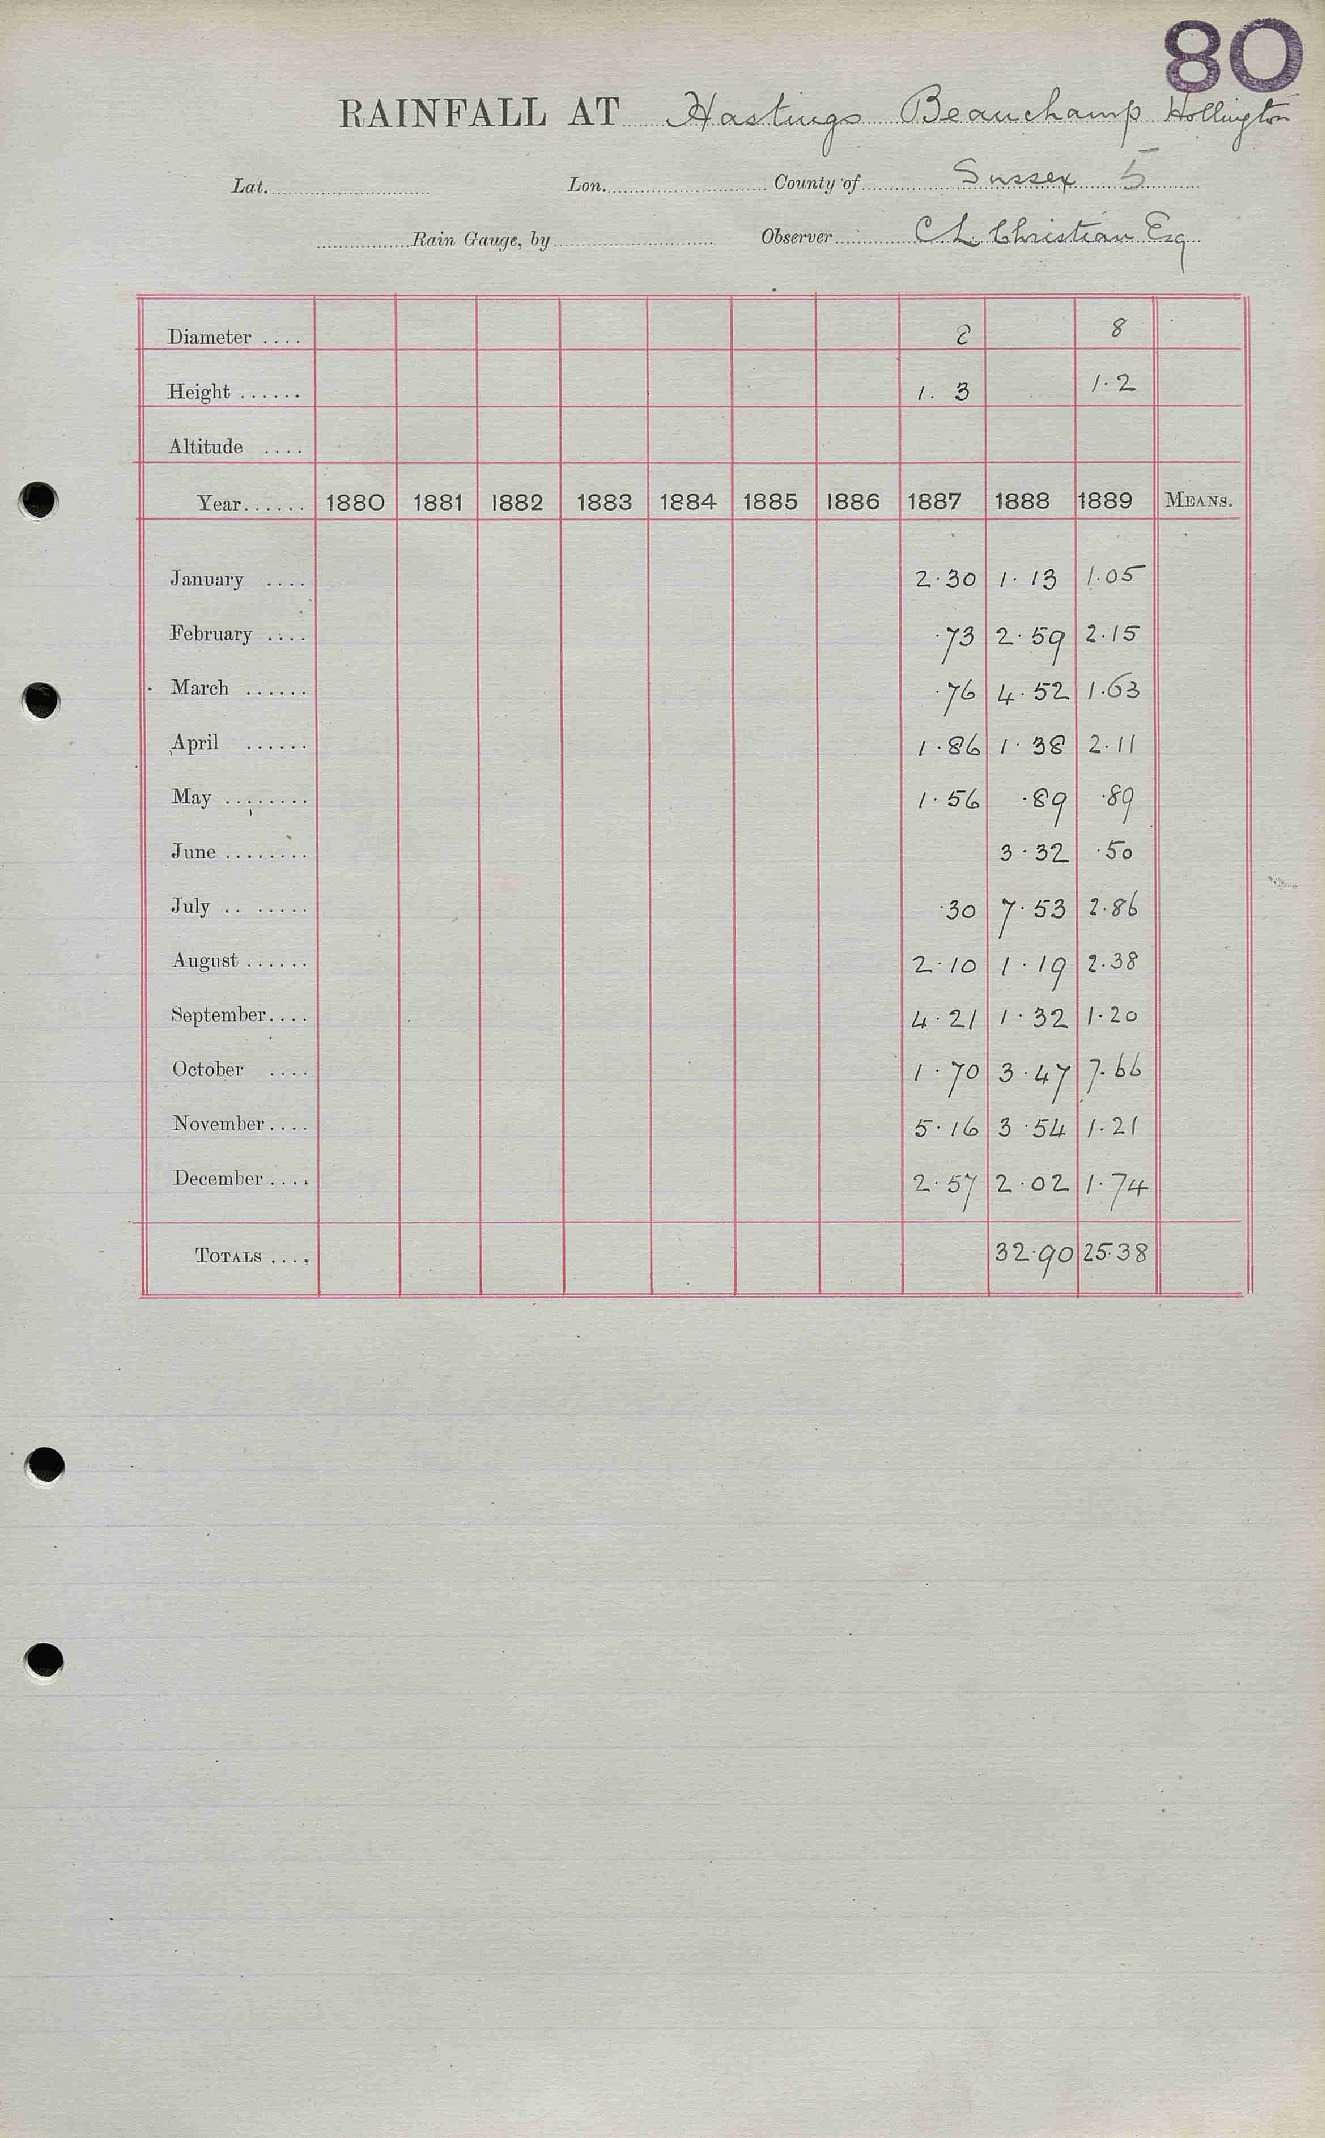 80
RAINFALL AT Hastings Beauchamp Hollington
Lat. Lon. County of Sussex 5
Rain Gauge, by Observer C L Christian Esq
Diameter .... 8 8
Height ...... 1. 3 1.2
Altitude ....
Year...... 1880 1881 1882 1883 1884 1885 1886 1887 1888 1889 MEANS.
January .... 2.30 1.13 1.05
February .... .73 2.59 2.15
March ...... .76 4.52 1.63
April ...... 1.86 1.38 2.11
May ........ 1.56 .89 .89
June ........ 3.32 .50
July .. ..... .30 7.53 2.86
August ...... 2.10 1.19 2.38
September.... 4.21 1.32 1.20
October .... 1.70 3.47 7.66
November.... 5.16 3.54 1.21
December.... 2.57 2.02 1.74
TOTALS .... 32.90 25.38